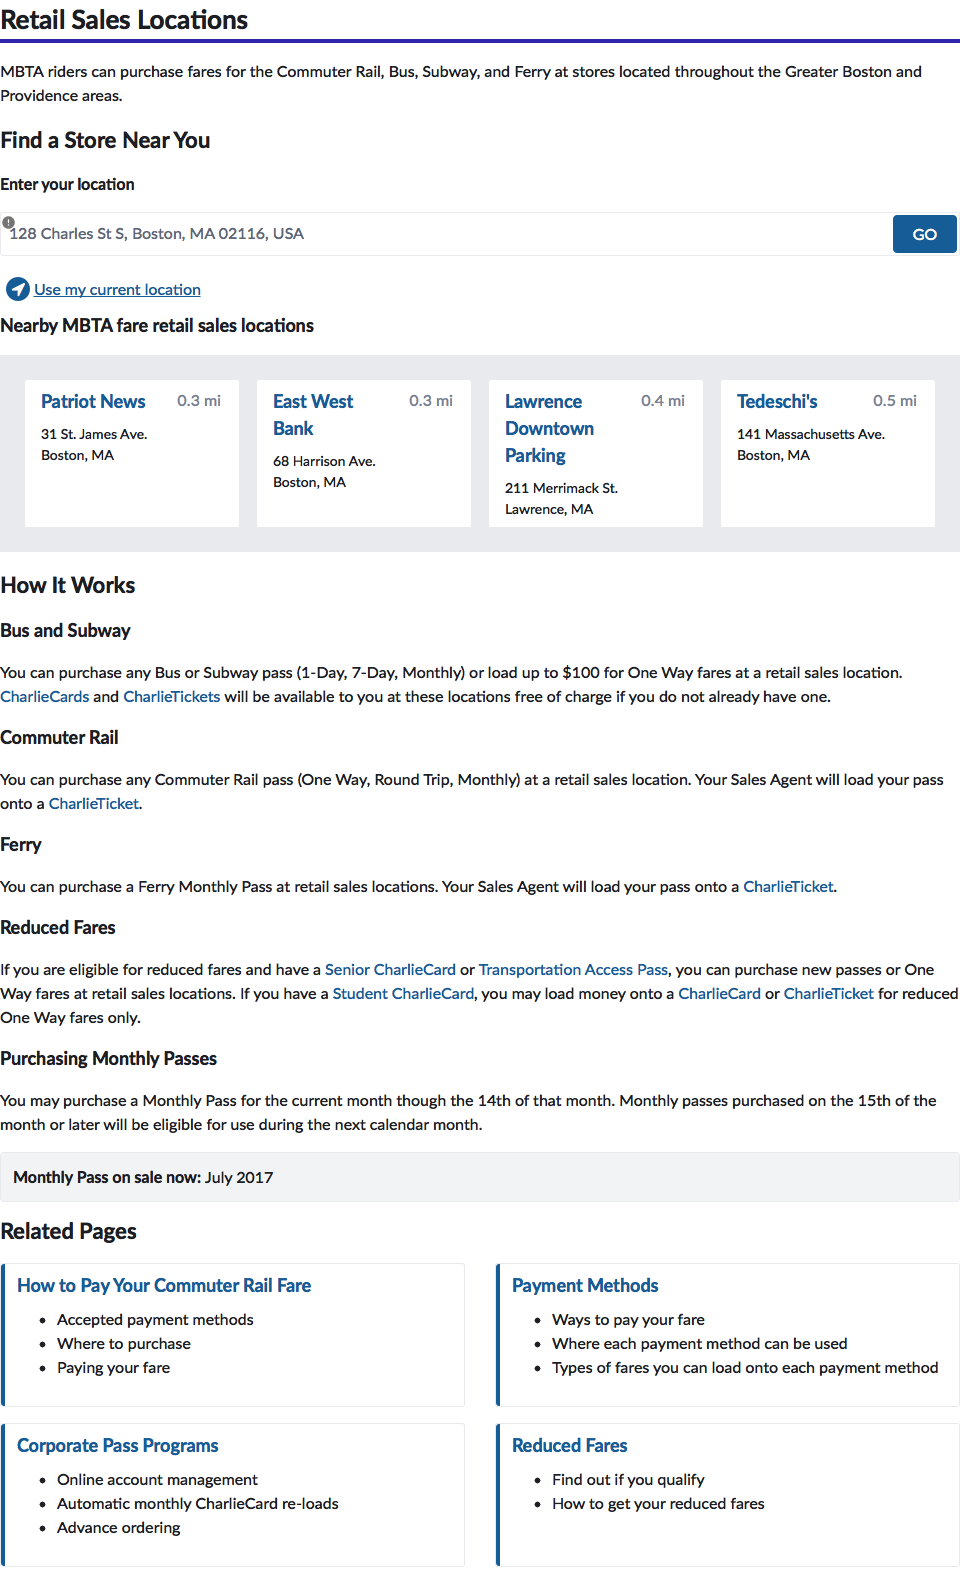 Retail Sales Locations
MBTA riders can purchase fares for the Commuter Rail, Bus, Subway, and Ferry at stores located throughout the Greater Boston and
Providence areas.
Find a Store Near You
Enter your location
128 Charles St S, Boston, MA 02116, USA
GO
Use my current location
Nearby MBTA fare retail sales locations
Patriot News 0.3 mi
31 St. James Ave.
Boston, MA
East West 0.3 mi
Bank
68 Harrison Ave.
Boston, MA
Lawrence 0.4 mi
Downtown
Parking
211 Merrimack St.
Lawrence, MA
Tedeschi's 0.5 mi
141 Massachusetts Ave.
Boston, MA
How It Works
Bus and Subway
You can purchase any Bus or Subway pass (1-Day, 7-Day, Monthly) or load up to $100 for One Way fares at a retail sales location.
CharlieCards and CharlieTickets will be available to you at these locations free of charge if you do not already have one.
Commuter Rail
You can purchase any Commuter Rail pass (One Way, Round Trip, Monthly) at a retail sales location. Your Sales Agent will load your pass
onto a CharlieTicket.
Ferry
You can purchase a Ferry Monthly Pass at retail sales locations. Your Sales Agent will load your pass onto a CharlieTicket.
Reduced Fares
If you are eligible for reduced fares and have a Senior CharlieCard or Transportation Access Pass, you can purchase new passes or One
Way fares at retail sales locations. If you have a Student CharlieCard, you may load money onto a CharlieCard or CharlieTicket for reduced
One Way fares only.
Purchasing Monthly Passes
You may purchase a Monthly Pass for the current month though the 14th of that month. Monthly passes purchased on the 15th of the
month or later will be eligible for use during the next calendar month.
Monthly Pass on sale now: July 2017
Related Pages
How to Pay Your Commuter Rail Fare
• Accepted payment methods
• Where to purchase
• Paying your fare
Payment Methods
• Ways to pay your fare
• Where each payment method can be used
• Types of fares you can load onto each payment method
Corporate Pass Programs
• Online account management
• Automatic monthly CharlieCard re-loads
• Advance ordering
Reduced Fares
• Find out if you qualify
• How to get your reduced fares